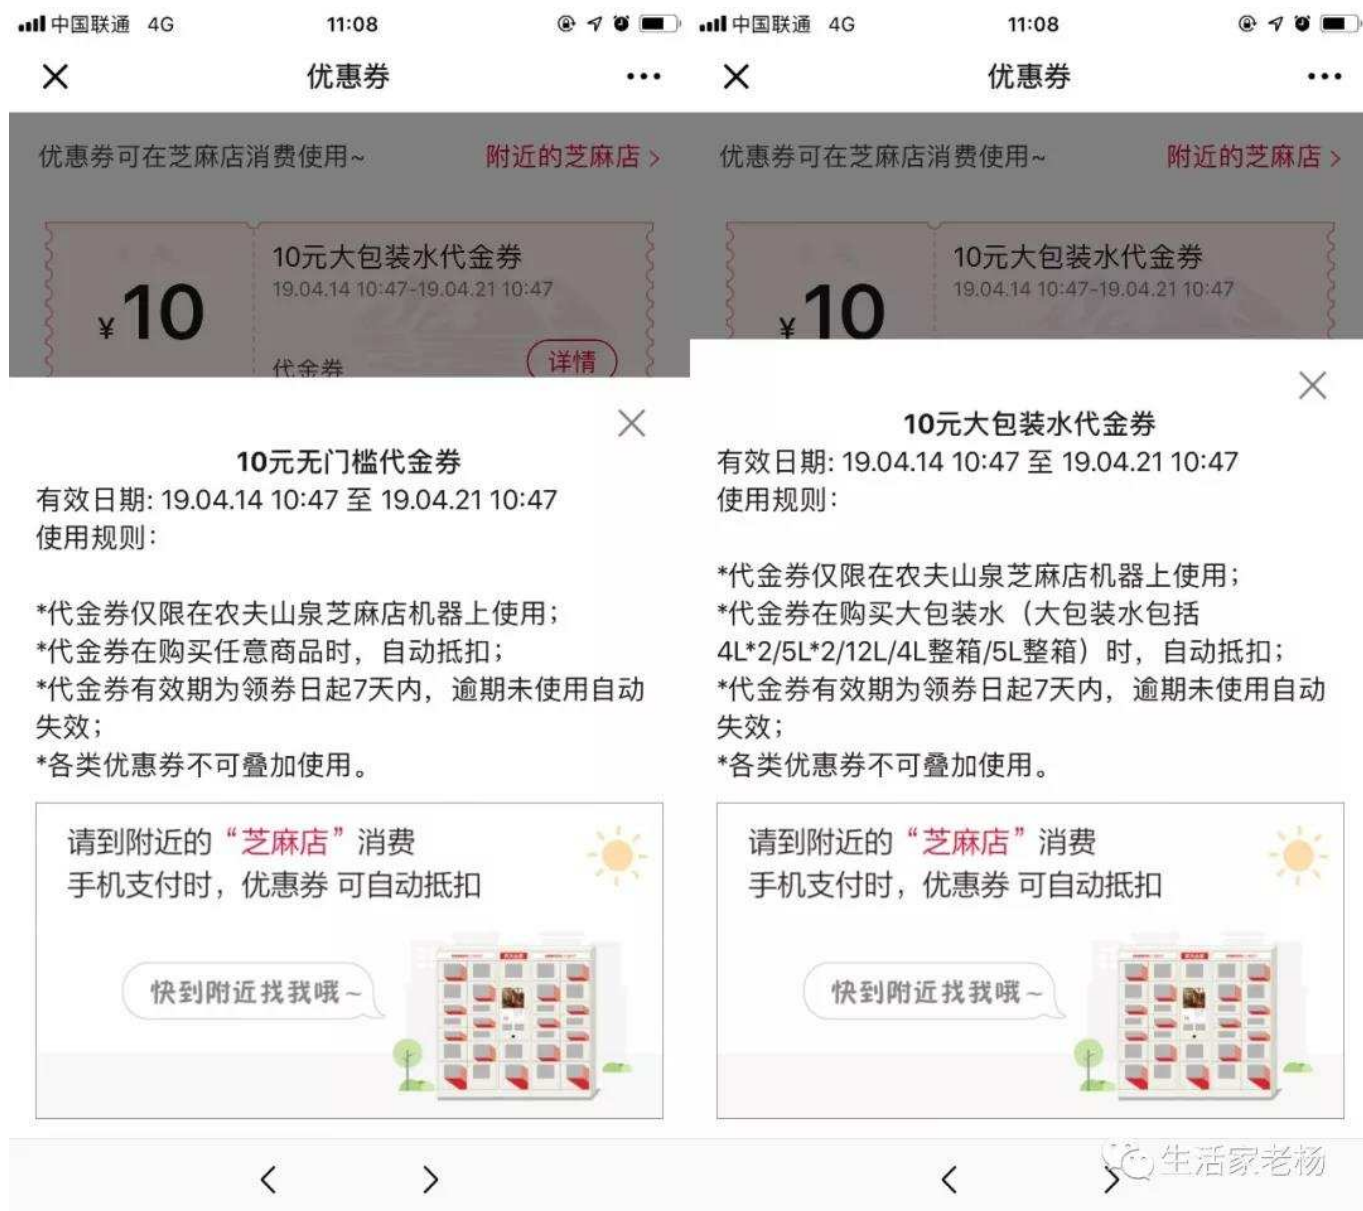 中国联通 4G 11:08
优惠券
优惠券可在芝麻店消费使用~ 附近的芝麻店 >
10元大包装水代金券
19.04.14 10:47-19.04.21 10:47
¥10
代金券 详情
10元无门槛代金券
有效日期: 19.04.14 10:47 至 19.04.21 10:47
使用规则:
*代金券仅限在农夫山泉芝麻店机器上使用;
*代金券在购买任意商品时，自动抵扣;
*代金券有效期为领券日起7天内，逾期未使用自动
失效;
*各类优惠券不可叠加使用。
请到附近的“芝麻店”消费
手机支付时，优惠券 可自动抵扣
快到附近找我哦~
中国联通 4G 11:08
优惠券
优惠券可在芝麻店消费使用~ 附近的芝麻店 >
10元大包装水代金券
19.04.14 10:47-19.04.21 10:47
¥10
10元大包装水代金券
有效日期: 19.04.14 10:47 至 19.04.21 10:47
使用规则:
*代金券仅限在农夫山泉芝麻店机器上使用;
*代金券在购买大包装水（大包装水包括
4L*2/5L*2/12L/4L整箱/5L整箱）时，自动抵扣;
*代金券有效期为领券日起7天内，逾期未使用自动
失效;
*各类优惠券不可叠加使用。
请到附近的“芝麻店”消费
手机支付时，优惠券 可自动抵扣
快到附近找我哦~
生活家老杨